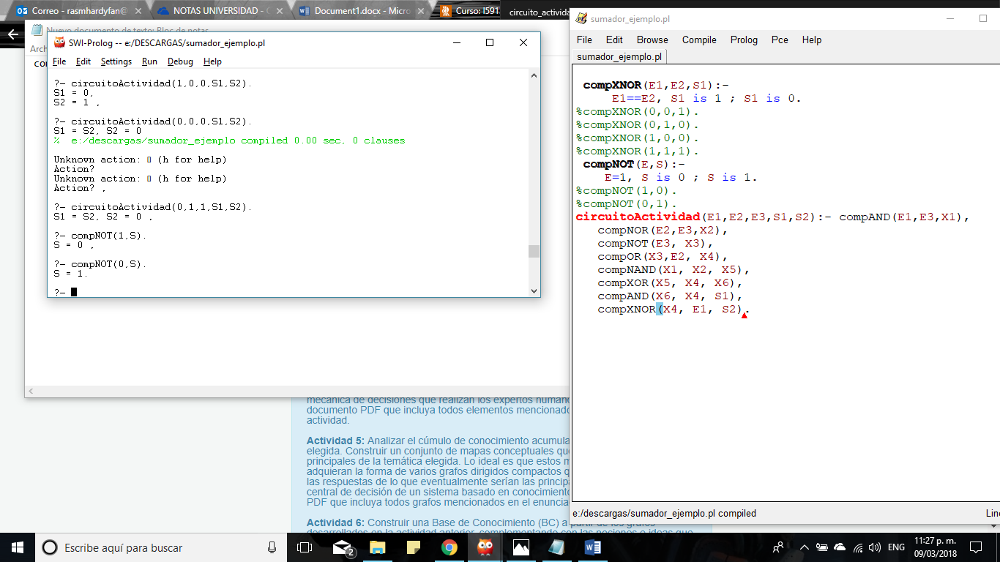 Correo - rasmhardyfan@
NOTAS UNIVERSIDAD - 
Document1.docx - Micro
Curso: I591
circuito_activida
Nuevo documento de texto: Bloc de notas
Arch
SWI-Prolog -- e:/DESCARGAS/sumador_ejemplo.pl
File Edit Settings Run Debug Help
?- circuitoActividad(1,0,0,S1,S2).
S1 = 0,
S2 = 1 ,
?- circuitoActividad(0,0,0,S1,S2).
S1 = S2, S2 = 0
%  e:/descargas/sumador_ejemplo compiled 0.00 sec, 0 clauses
Unknown action: (h for help)
Action?
Unknown action: (h for help)
Action? ,
?- circuitoActividad(0,1,1,S1,S2).
S1 = S2, S2 = 0 ,
?- compNOT(1,S).
S = 0 ,
?- compNOT(0,S).
S = 1.
?-
sumador_ejemplo.pl
File Edit Browse Compile Prolog Pce Help
sumador_ejemplo.pl
compXNOR(E1,E2,S1):-
E1==E2, S1 is 1 ; S1 is 0.
%compXNOR(0,0,1).
%compXNOR(0,1,0).
%compXNOR(1,0,0).
%compXNOR(1,1,1).
compNOT(E,S):-
E=1, S is 0 ; S is 1.
%compNOT(1,0).
%compNOT(0,1).
circuitoActividad(E1,E2,E3,S1,S2):- compAND(E1,E3,X1),
compNOR(E2,E3,X2),
compNOT(E3, X3),
compOR(X3,E2, X4),
compNAND(X1, X2, X5),
compXOR(X5, X4, X6),
compAND(X6, X4, S1),
compXNOR(X4, E1, S2).
e:/descargas/sumador_ejemplo.pl compiled
Line
mecánica de decisiones que realizan los expertos humano
documento PDF que incluya todos elementos mencionado
actividad.
Actividad 5: Analizar el cúmulo de conocimiento acumula
elegida. Construir un conjunto de mapas conceptuales que
principales de la temática elegida. Lo ideal es que estos m
adquieran la forma de varios grafos dirigidos compactos q
las respuestas de lo que eventualmente serían las principa
central de decisión de un sistema basado en conocimiento
PDF que incluya todos grafos mencionados en el enuncia
Actividad 6: Construir una Base de Conocimiento (BC) a partir de los grafos
desarrollados en la actividad anterior, complementando con las nociones e ideas que
Escribe aquí para buscar
2
ENG
11:27 p. m.
09/03/2018